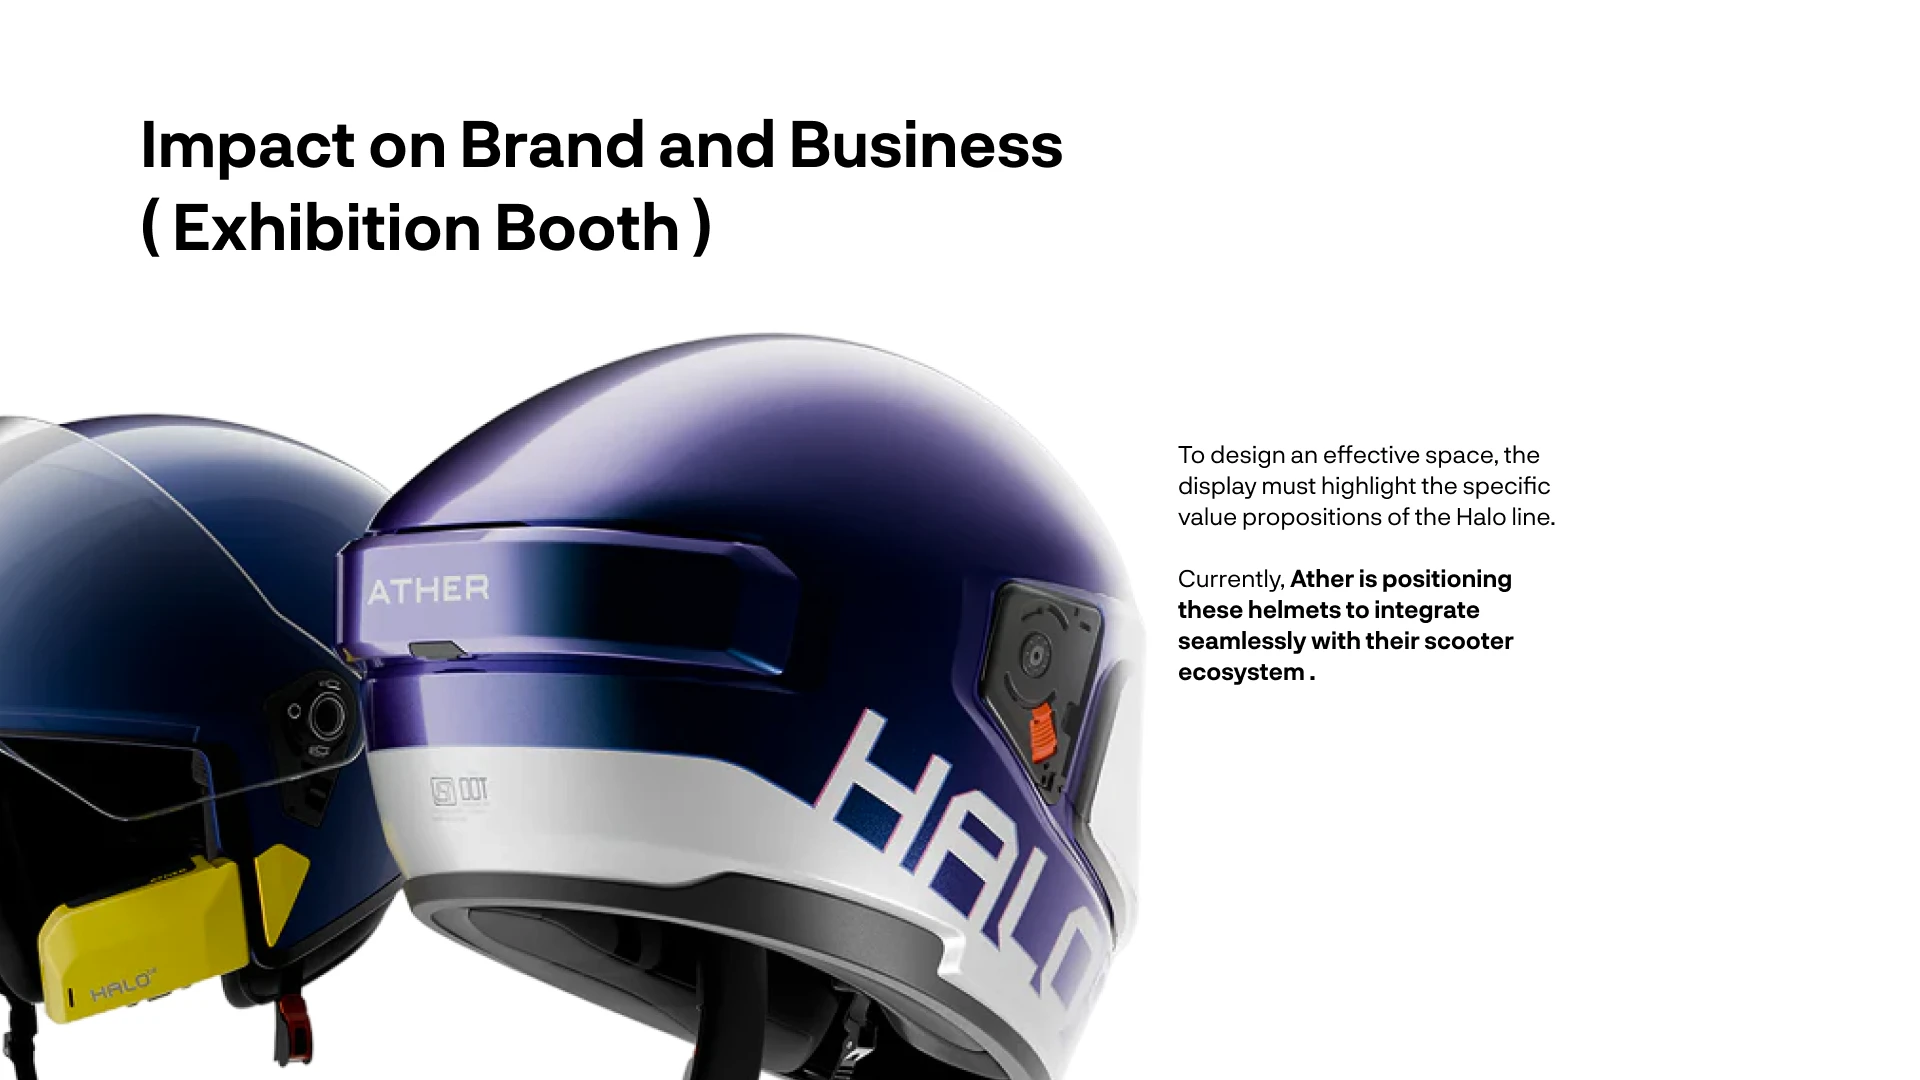 Impact on Brand and Business
( Exhibition Booth )
To design an effective space, the
display must highlight the specific
value propositions of the Halo line.
Currently, Ather is positioning
these helmets to integrate
seamlessly with their scooter
ecosystem .
ATHER
ISI DOT
HALO
HALO